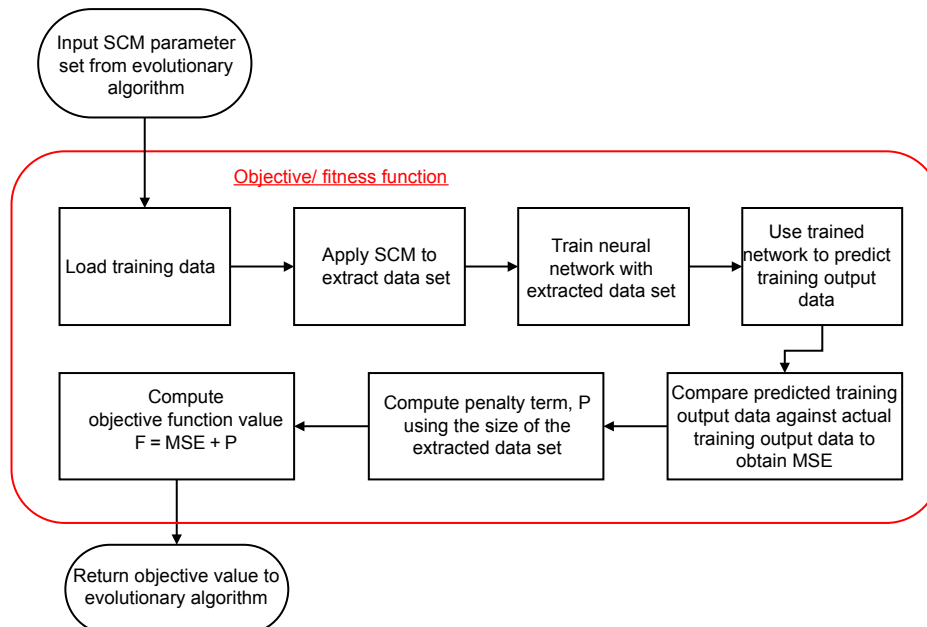 Input SCM parameter
set from evolutionary
algorithm
Objective/ fitness function
Load training data
Apply SCM to
extract data set
Train neural
network with
extracted data set
Use trained
network to predict
training output
data
Compare predicted training
output data against actual
training output data to
obtain MSE
Compute penalty term, P
using the size of the
extracted data set
Compute
objective function value
F = MSE + P
Return objective value to
evolutionary algorithm